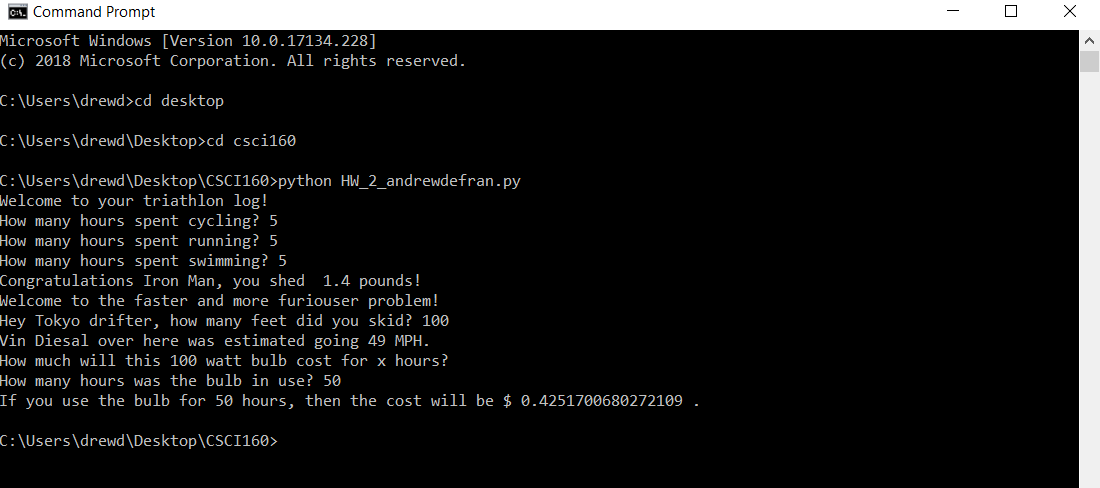 Command Prompt
Microsoft Windows [Version 10.0.17134.228]
(c) 2018 Microsoft Corporation. All rights reserved.
C:\Users\drewd>cd desktop
C:\Users\drewd\Desktop>cd csci160
C:\Users\drewd\Desktop\CSCI160>python HW_2_andrewdefran.py
Welcome to your triathlon log!
How many hours spent cycling? 5
How many hours spent running? 5
How many hours spent swimming? 5
Congratulations Iron Man, you shed  1.4 pounds!
Welcome to the faster and more furiouser problem!
Hey Tokyo drifter, how many feet did you skid? 100
Vin Diesal over here was estimated going 49 MPH.
How much will this 100 watt bulb cost for x hours?
How many hours was the bulb in use? 50
If you use the bulb for 50 hours, then the cost will be $ 0.4251700680272109 .
C:\Users\drewd\Desktop\CSCI160>